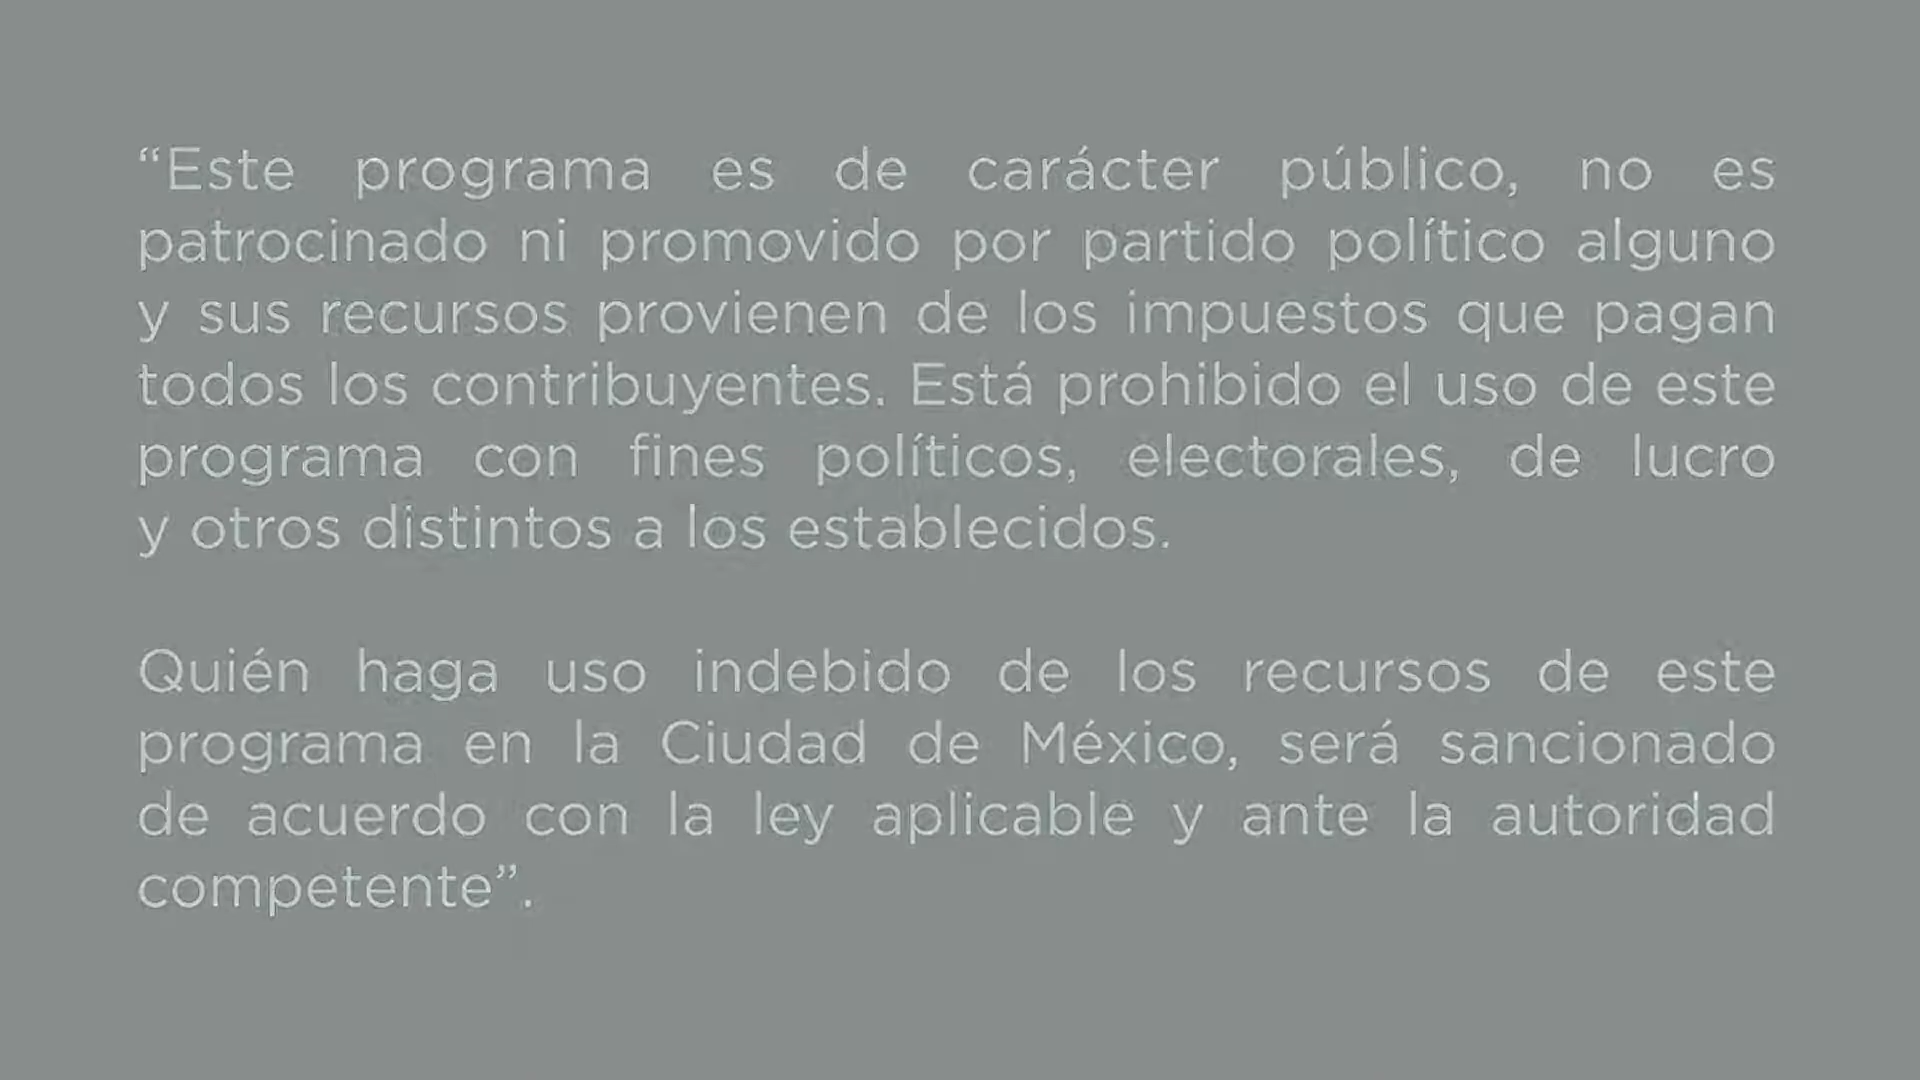 “Este programa es de carácter público, no es
patrocinado ni promovido por partido político alguno
y sus recursos provienen de los impuestos que pagan
todos los contribuyentes. Está prohibido el uso de este
programa con fines políticos, electorales, de lucro
y otros distintos a los establecidos.
Quién haga uso indebido de los recursos de este
programa en la Ciudad de México, será sancionado
de acuerdo con la ley aplicable y ante la autoridad
competente”.